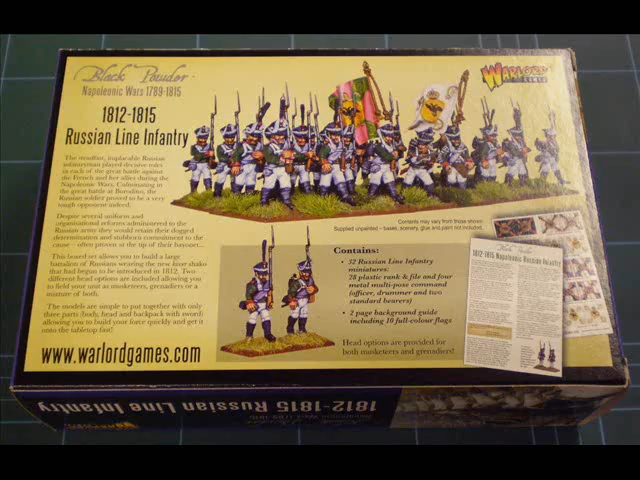 Black Powder
Napoleonic Wars 1789-1815
1812-1815
Russian Line Infantry
The steadfast, implacable Russian
infantryman played decisive roles
in each of the great battle against
the French and her allies during the
Napoleonic Wars. Culminating in
the great battle at Borodino, the
Russian soldier proved to be a very
tough opponent indeed.
Despite several uniform and
organisational reforms administered to the
Russian army they would retain their dogged
determination and stubborn commitment to the
cause – often proven at the tip of their bayonet...
This boxed set allows you to build a large
battalion of Russians wearing the new kiver shako
that had begun to be introduced in 1812. Two
different head options are included allowing you
to field your unit as musketeers, grenadiers or a
mixture of both.
The models are simple to put together with only
three parts (body, head and backpack with sword)
allowing you to build your force quickly and get it
onto the tabletop fast!
www.warlordgames.com
WARLORD
GAMES
Contents may vary from those shown.
Supplied unpainted – bases, scenery, glue and paint not included.
Contains:
• 32 Russian Line Infantry
miniatures:
28 plastic rank & file and four
metal multi-pose command
(officer, drummer and two
standard bearers)
• 2 page background guide
including 10 full-colour flags
Head options are provided for
both musketeers and grenadiers!
Black Powder
1812-1815 Napoleonic Russian Infantry
1812-1815 Russian Line Infantry
Napoleonic Wars 1789-1815